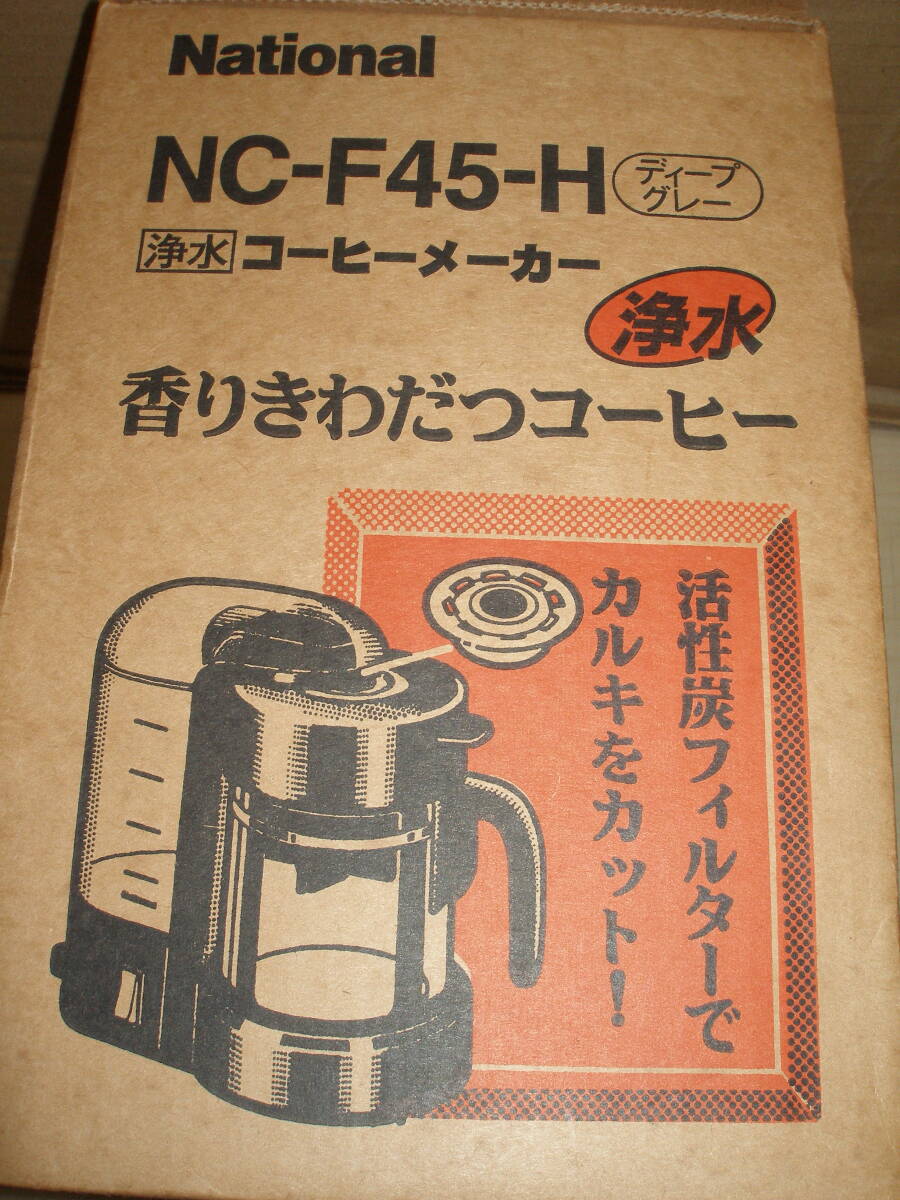 National
NC-F45-H
ディープ
グレー
浄水 コーヒーメーカー
浄水
香りきわだつコーヒー
活性炭フィルターで
カルキをカット!